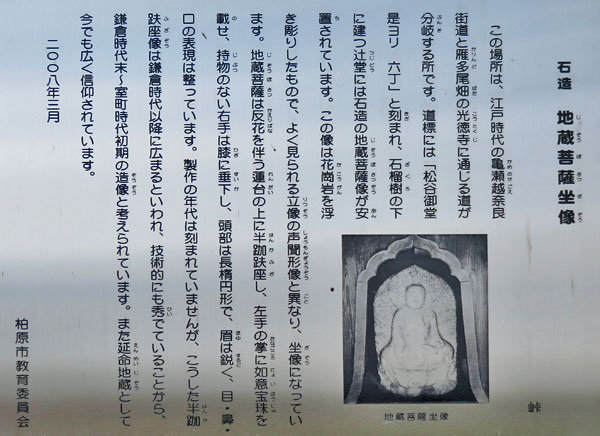 石造 地蔵菩薩坐像
峠
この場所は、江戸時代の亀瀬越奈良
街道と雁多尾畑の光徳寺に通じる道が
分岐する所です。道標には「松谷御堂
是ヨリ 六丁」と刻まれ、石榴樹の下
に建つ辻堂には石造の地蔵菩薩像が安
置されています。この像は花崗岩を浮
き彫りしたもので、よく見られる立像の声聞形像と異なり、坐像になってい
ます。地蔵菩薩は反花を伴う蓮台の上に半跏趺座し、左手の掌に如意宝珠を
載せ、持物のない右手は膝に垂下し、頭部は長楕円形で、眉は鋭く、目・鼻・
口の表現は整っています。製作の年代は刻まれていませんが、こうした半跏
趺座像は鎌倉時代以降に広まるといわれ、技術的にも秀でていることから、
鎌倉時代末〜室町時代初期の造像と考えられています。また延命地蔵として
今でも広く信仰されています。
二〇〇八年三月
柏原市教育委員会
地蔵菩薩坐像